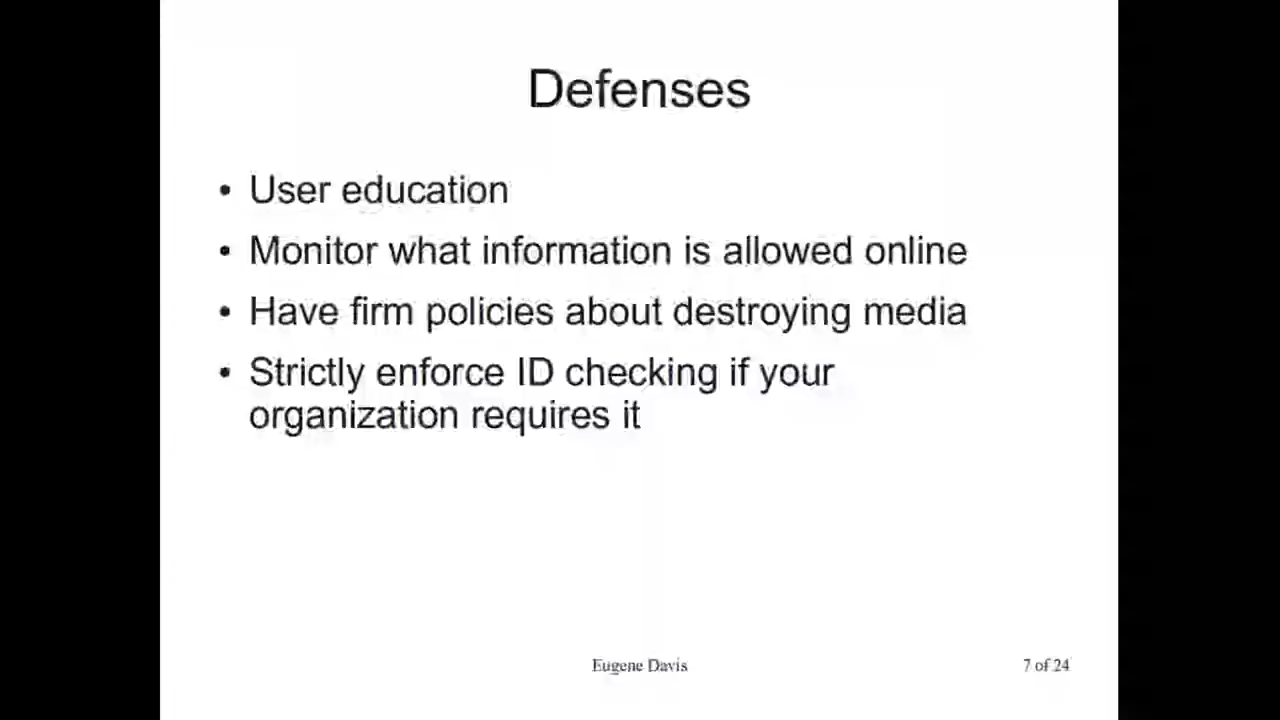 Defenses
• User education
• Monitor what information is allowed online
• Have firm policies about destroying media
• Strictly enforce ID checking if your
organization requires it
Eugene Davis
7 of 24